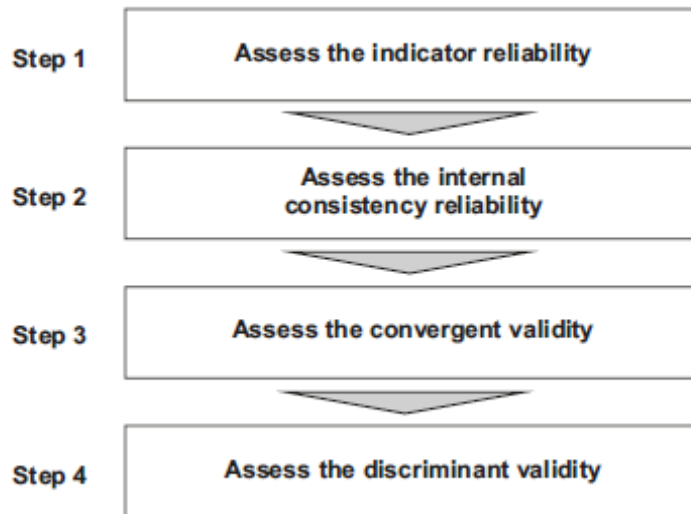 Step 1
Assess the indicator reliability
Step 2
Assess the internal
consistency reliability
Step 3
Assess the convergent validity
Step 4
Assess the discriminant validity